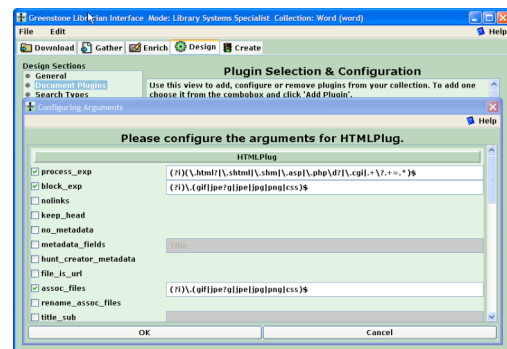 Greenstone Librarian Interface Mode: Library Systems Specialist Collection: Word (word)
File Edit Help
Download Gather Enrich Design Create
Design Sections
General
Document Plugins
Search Types
Plugin Selection & Configuration
Use this view to add, configure or remove plugins from your collection. To add one
choose it from the combobox and click 'Add Plugin'.
Configuring Arguments
Help
Please configure the arguments for HTMLPlug.
HTMLPlug
process_exp (?i)(\.html?|\.shtml|\.shm|\.asp|\.php\d?|\.cgi|.+\?.+=.*)$
block_exp (?i)\.(gif|jpe?g|jpe|jpg|png|css)$
nolinks
keep_head
no_metadata
metadata_fields Title
hunt_creator_metadata
file_is_url
assoc_files (?i)\.(gif|jpe?g|jpe|jpg|png|css)$
rename_assoc_files
title_sub
OK Cancel